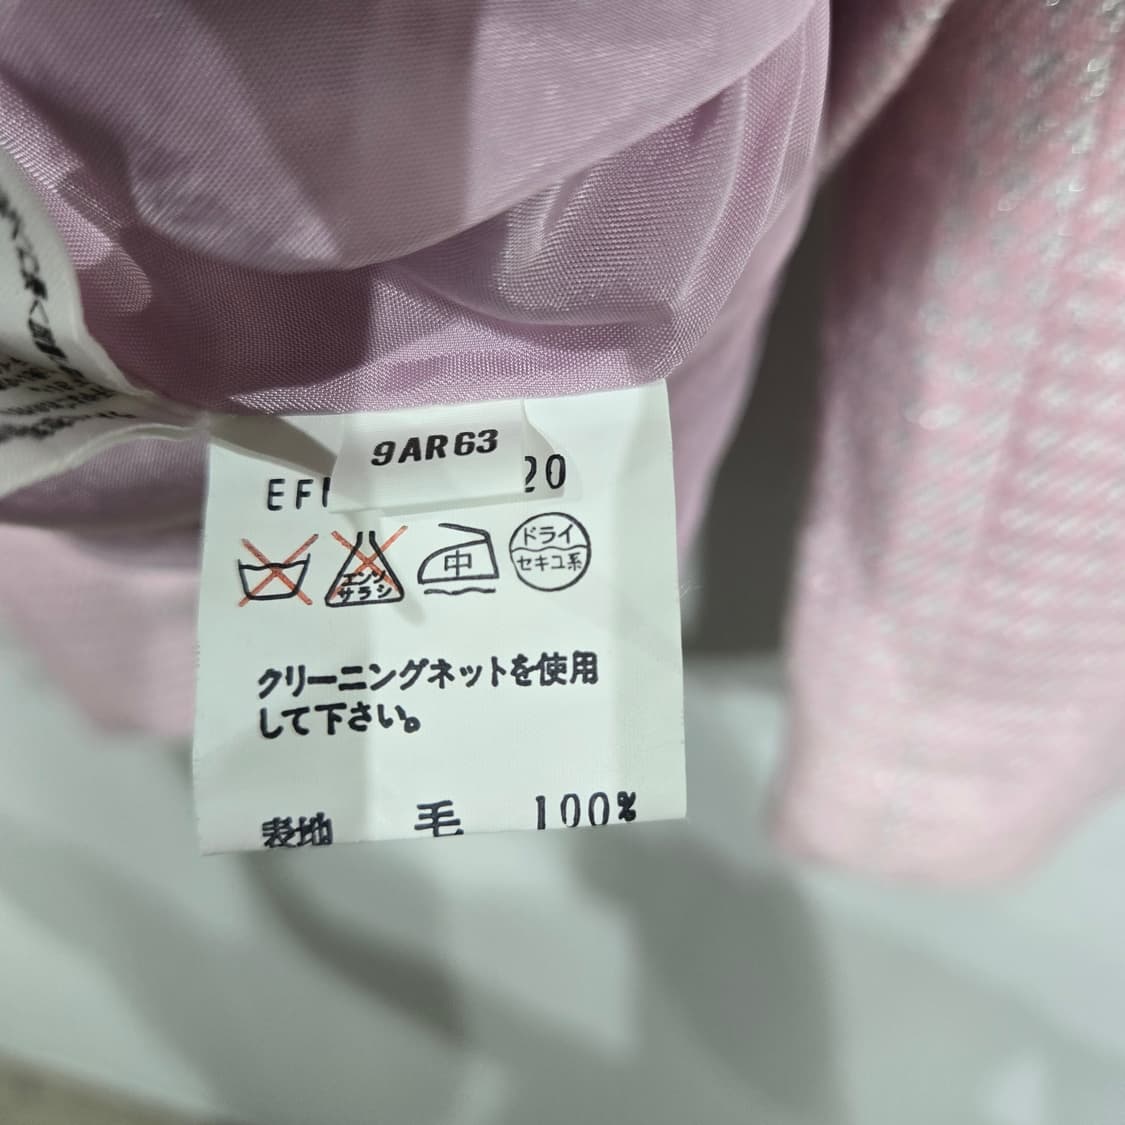 9AR63
EF
20
エンソ
サラシ
中
ドライ
セキユ系
クリーニングネットを使用
して下さい。
表地 毛 100%